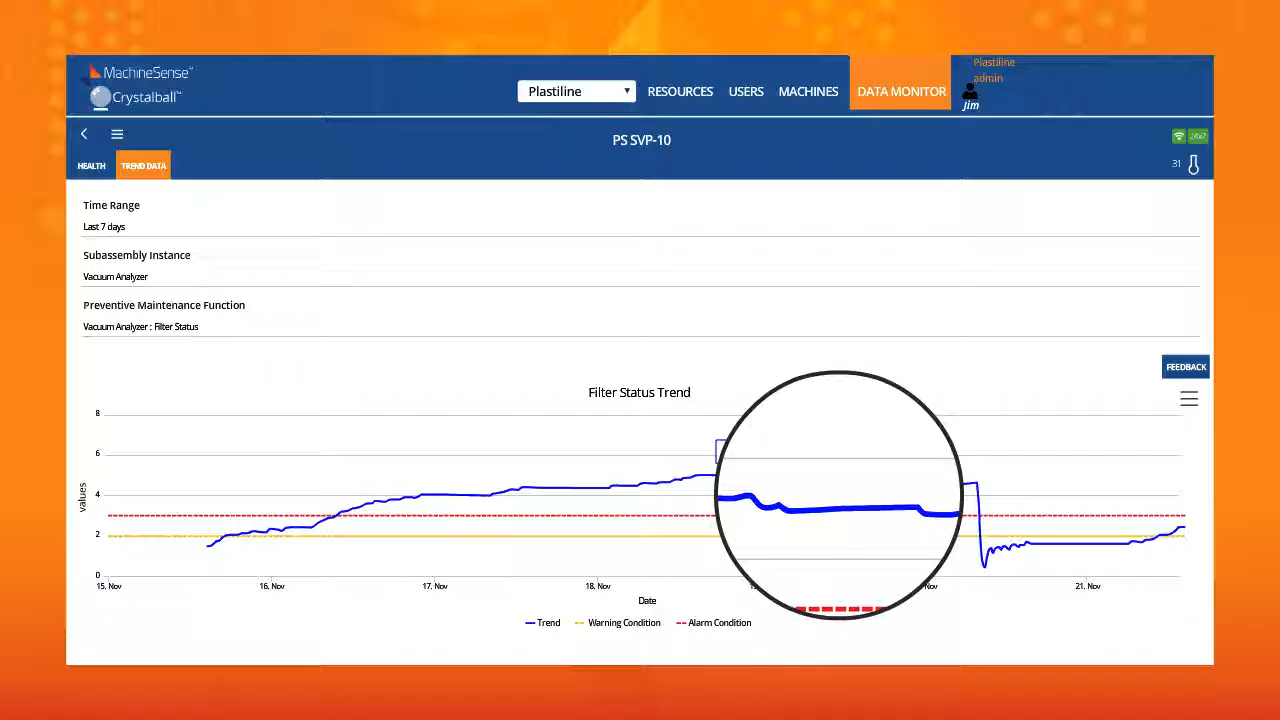 MachineSense™
Crystalball™
Plastiline
RESOURCES
USERS
MACHINES
DATA MONITOR
Plastiline
admin
Jim
PS SVP-10
24x7
HEALTH
TREND DATA
31
Time Range
Last 7 days
Subassembly Instance
Vacuum Analyzer
Preventive Maintenance Function
Vacuum Analyzer : Filter Status
FEEDBACK
Filter Status Trend
values
8
6
4
2
0
15. Nov
16. Nov
17. Nov
18. Nov
Nov
21. Nov
Date
Trend
Warning Condition
Alarm Condition